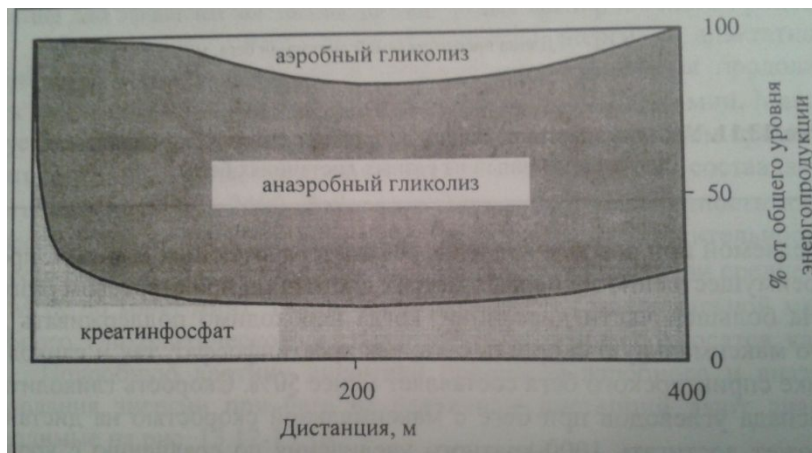 аэробный гликолиз
анаэробный гликолиз
креатинфосфат
100
50
0
% от общего уровня
энергопродукции
200
400
Дистанция, м